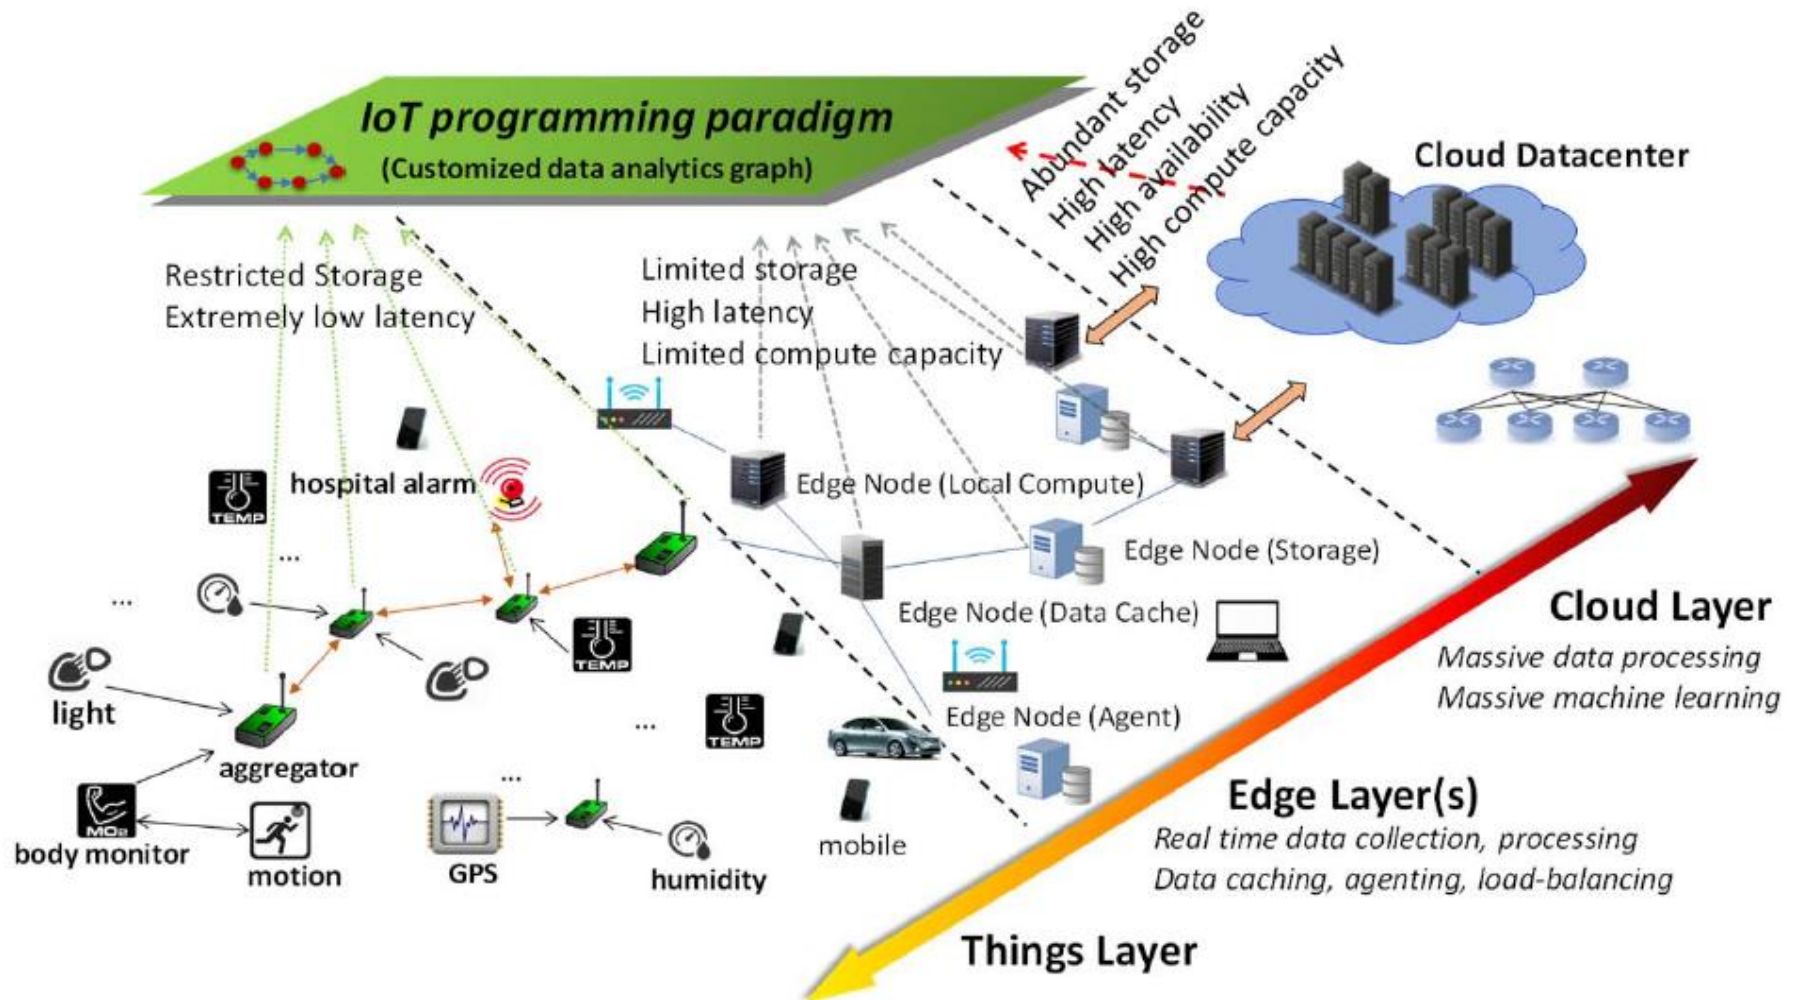 IoT programming paradigm
(Customized data analytics graph)
Abundant storage
High latency
High availability
High compute capacity
Cloud Datacenter
Restricted Storage
Extremely low latency
Limited storage
High latency
Limited compute capacity
hospital alarm
TEMP
...
...
Edge Node (Local Compute)
Edge Node (Storage)
Edge Node (Data Cache)
TEMP
light
aggregator
...
TEMP
Edge Node (Agent)
MO2
body monitor
motion
...
GPS
humidity
mobile
Cloud Layer
Massive data processing
Massive machine learning
Edge Layer(s)
Real time data collection, processing
Data caching, agenting, load-balancing
Things Layer